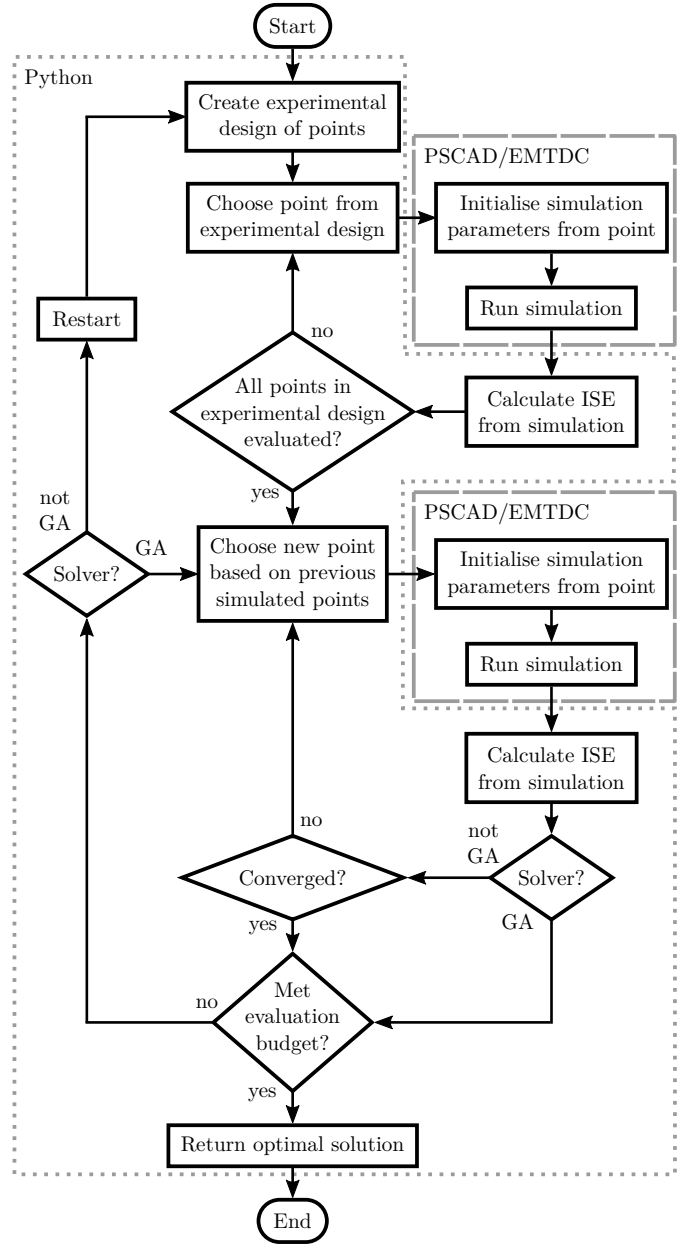 Start
Python
Create experimental
design of points
PSCAD/EMTDC
Choose point from
experimental design
Initialise simulation
parameters from point
Run simulation
Restart
no
All points in
experimental design
evaluated?
Calculate ISE
from simulation
yes
not
GA
PSCAD/EMTDC
Solver?
GA
Choose new point
based on previous
simulated points
Initialise simulation
parameters from point
Run simulation
Calculate ISE
from simulation
no
not
GA
Converged?
Solver?
yes
GA
no
Met
evaluation
budget?
yes
Return optimal solution
End